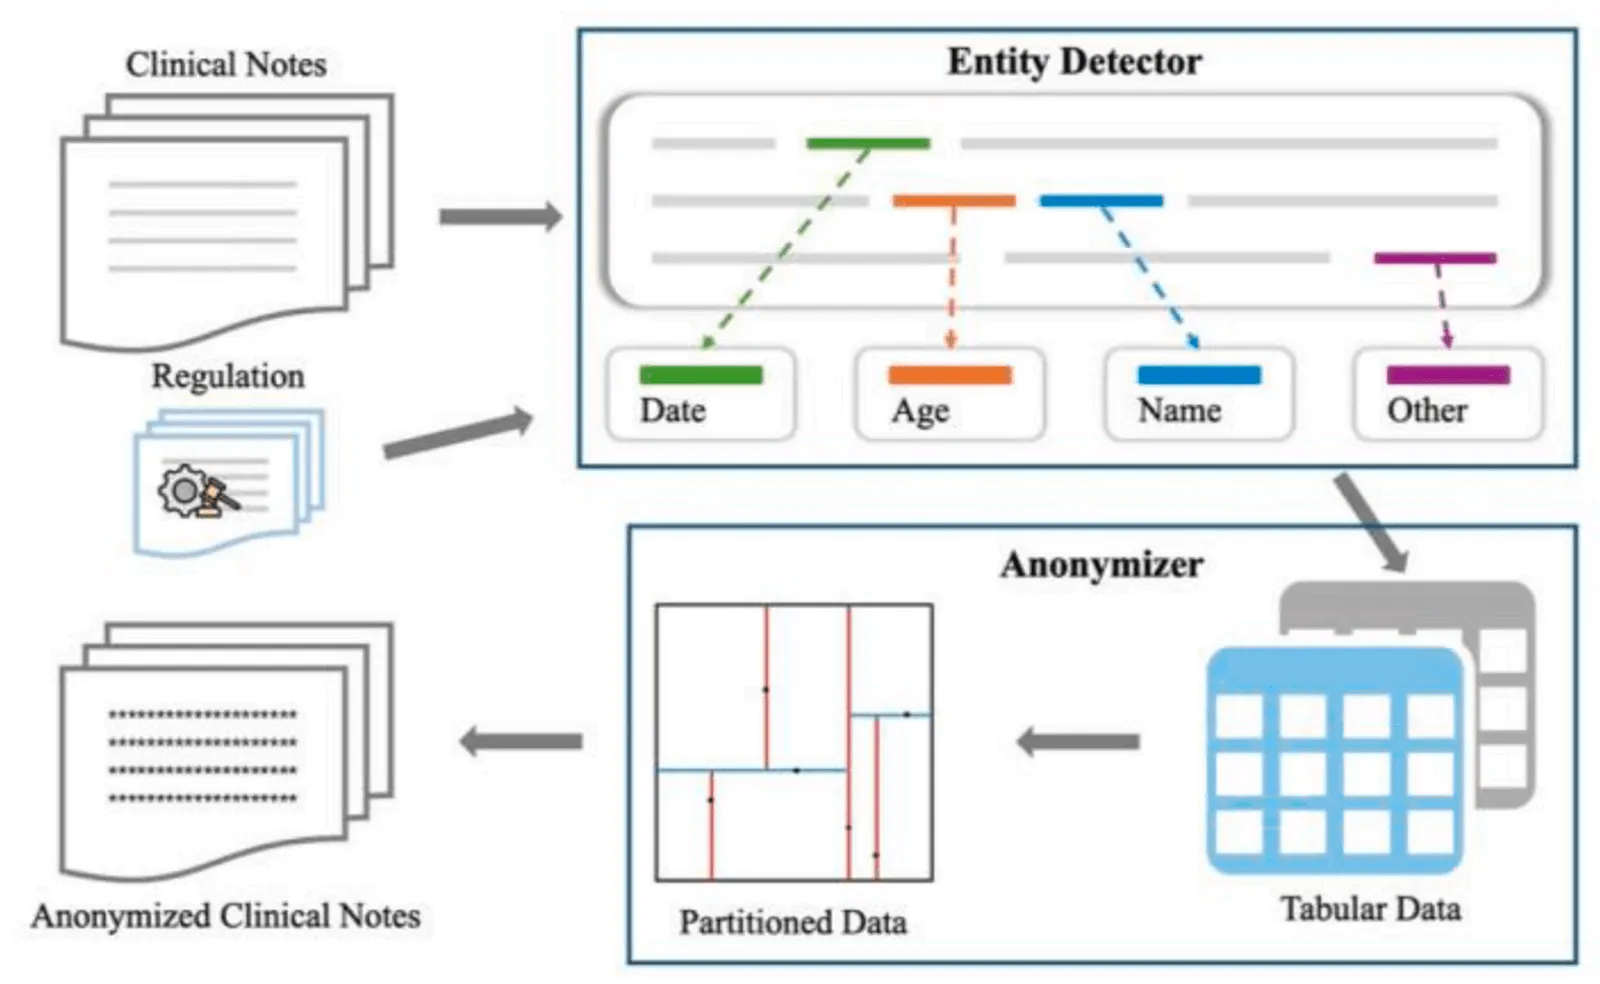 Clinical Notes
Entity Detector
Regulation
Date
Age
Name
Other
Anonymizer
********************
********************
********************
********************
Anonymized Clinical Notes
Partitioned Data
Tabular Data